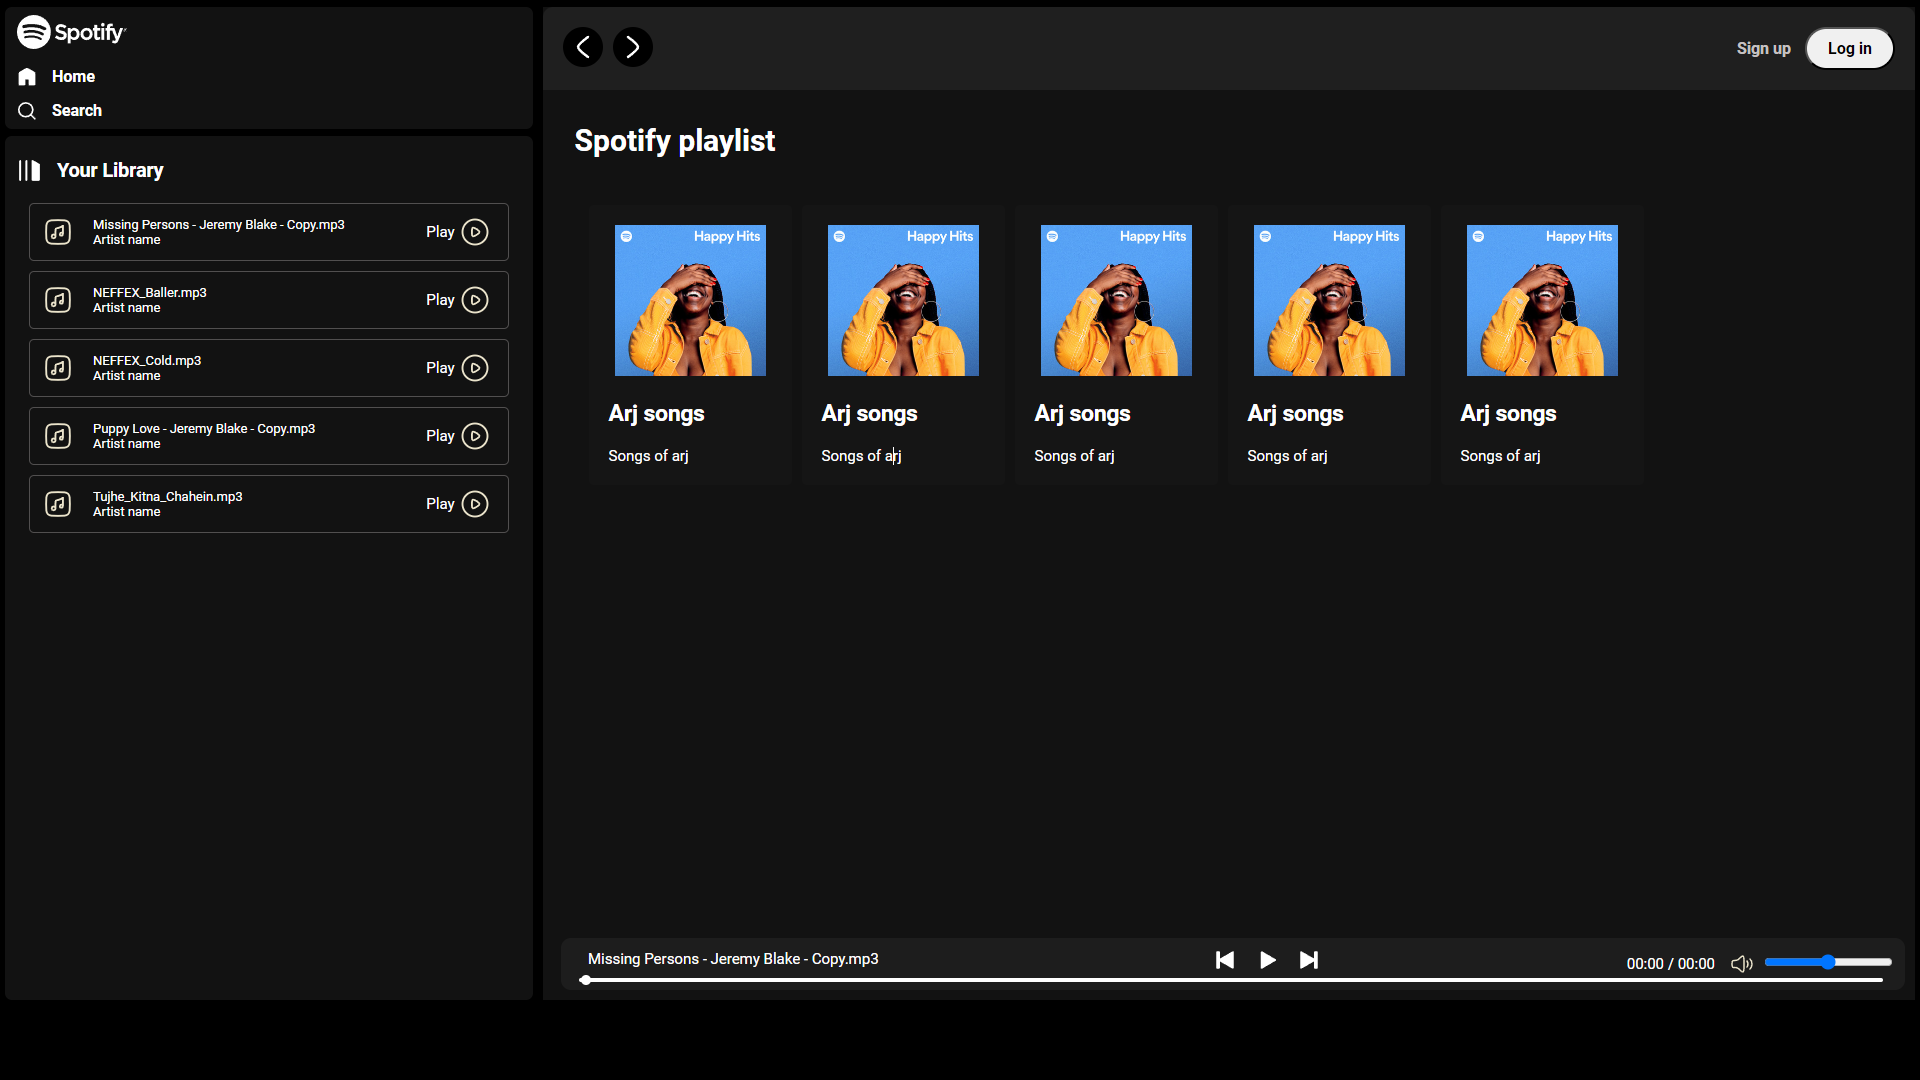 Spotify
Home
Search
Your Library
Missing Persons - Jeremy Blake - Copy.mp3
Artist name
Play
NEFFEX_Baller.mp3
Artist name
Play
NEFFEX_Cold.mp3
Artist name
Play
Puppy Love - Jeremy Blake - Copy.mp3
Artist name
Play
Tujhe_Kitna_Chahein.mp3
Artist name
Play
Sign up
Log in
Spotify playlist
Happy Hits
Arj songs
Songs of arj
Happy Hits
Arj songs
Songs of arj
Happy Hits
Arj songs
Songs of arj
Happy Hits
Arj songs
Songs of arj
Happy Hits
Arj songs
Songs of arj
Missing Persons - Jeremy Blake - Copy.mp3
00:00 / 00:00